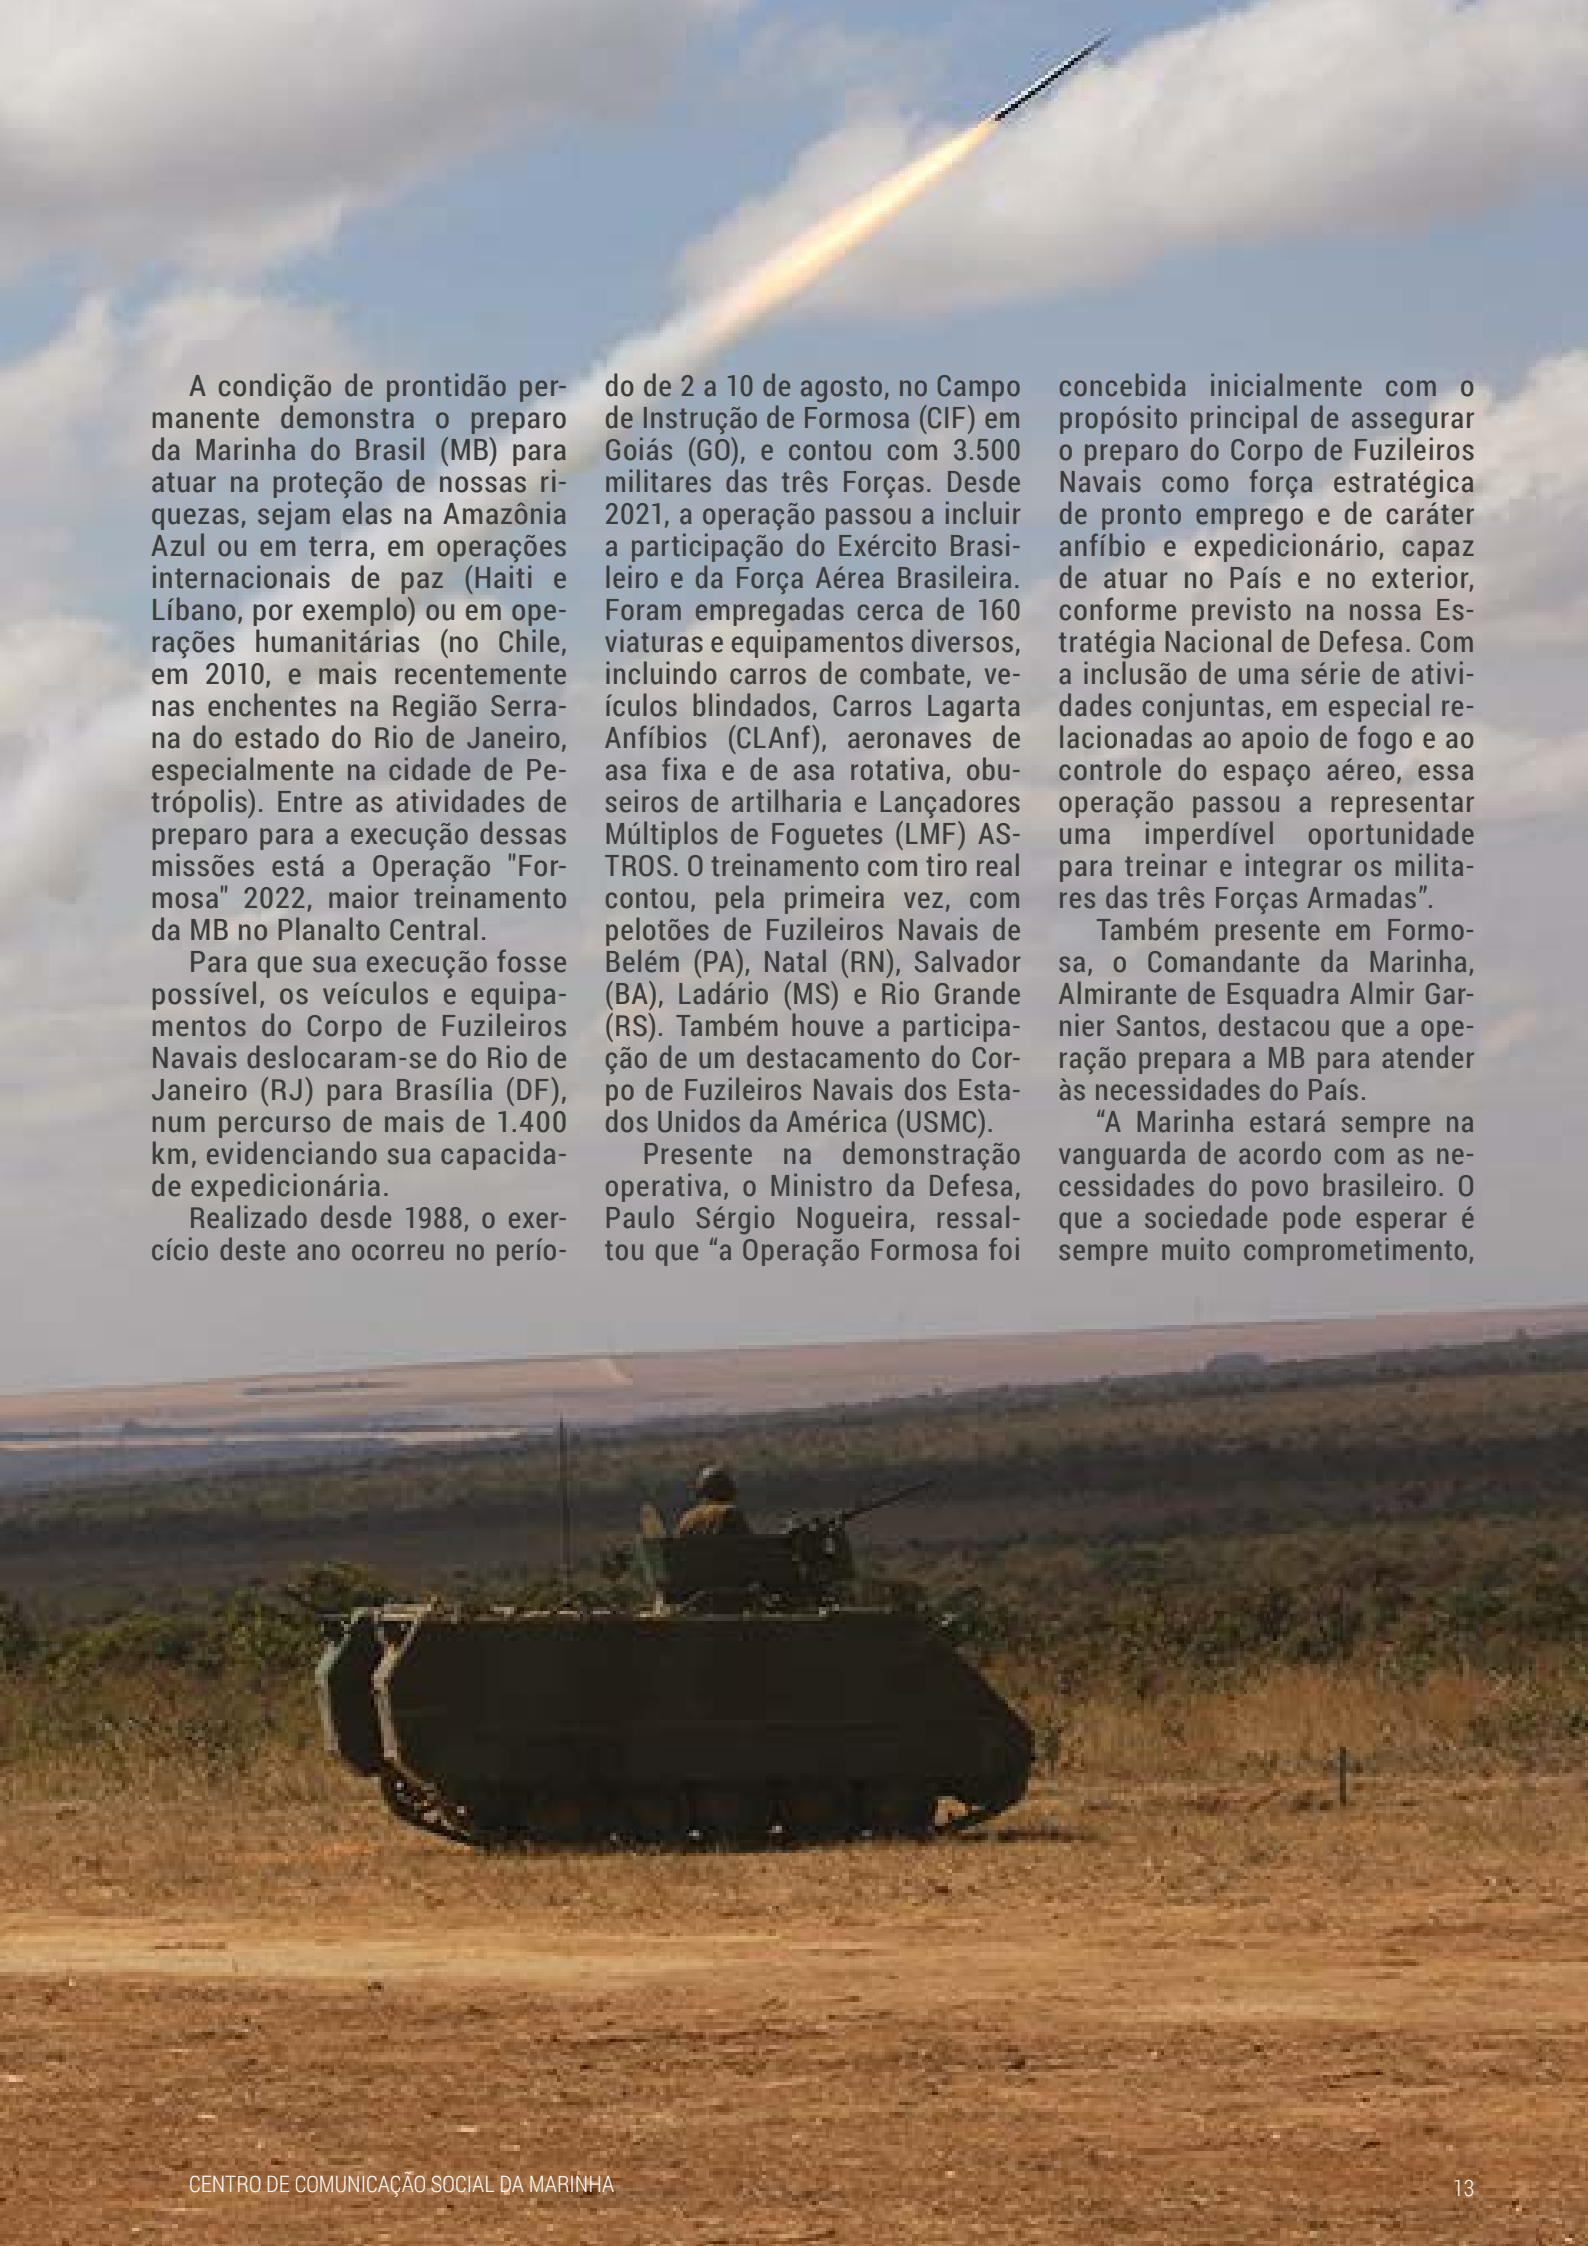 A condição de prontidão per-
manente demonstra o preparo
da Marinha do Brasil (MB) para
atuar na proteção de nossas ri-
quezas, sejam elas na Amazônia
Azul ou em terra, em operações
internacionais de paz (Haiti e
Líbano, por exemplo) ou em ope-
rações humanitárias (no Chile,
em 2010, e mais recentemente
nas enchentes na Região Serra-
na do estado do Rio de Janeiro,
especialmente na cidade de Pe-
trópolis). Entre as atividades de
preparo para a execução dessas
missões está a Operação "For-
mosa" 2022, maior treinamento
da MB no Planalto Central.
Para que sua execução fosse
possível, os veículos e equipa-
mentos do Corpo de Fuzileiros
Navais deslocaram-se do Rio de
Janeiro (RJ) para Brasília (DF),
num percurso de mais de 1.400
km, evidenciando sua capacida-
de expedicionária.
Realizado desde 1988, o exer-
cício deste ano ocorreu no perío-
do de 2 a 10 de agosto, no Campo
de Instrução de Formosa (CIF) em
Goiás (GO), e contou com 3.500
militares das três Forças. Desde
2021, a operação passou a incluir
a participação do Exército Brasi-
leiro e da Força Aérea Brasileira.
Foram empregadas cerca de 160
viaturas e equipamentos diversos,
incluindo carros de combate, ve-
ículos blindados, Carros Lagarta
Anfíbios (CLAnf), aeronaves de
asa fixa e de asa rotativa, obu-
seiros de artilharia e Lançadores
Múltiplos de Foguetes (LMF) AS-
TROS. O treinamento com tiro real
contou, pela primeira vez, com
pelotões de Fuzileiros Navais de
Belém (PA), Natal (RN), Salvador
(BA), Ladário (MS) e Rio Grande
(RS). Também houve a participa-
ção de um destacamento do Cor-
po de Fuzileiros Navais dos Esta-
dos Unidos da América (USMC).
Presente na demonstração
operativa, o Ministro da Defesa,
Paulo Sérgio Nogueira, ressal-
tou que “a Operação Formosa foi
concebida inicialmente com o
propósito principal de assegurar
o preparo do Corpo de Fuzileiros
Navais como força estratégica
de pronto emprego e de caráter
anfíbio e expedicionário, capaz
de atuar no País e no exterior,
conforme previsto na nossa Es-
tratégia Nacional de Defesa. Com
a inclusão de uma série de ativi-
dades conjuntas, em especial re-
lacionadas ao apoio de fogo e ao
controle do espaço aéreo, essa
operação passou a representar
uma imperdível oportunidade
para treinar e integrar os milita-
res das três Forças Armadas”.
Também presente em Formo-
sa, o Comandante da Marinha,
Almirante de Esquadra Almir Gar-
nier Santos, destacou que a ope-
ração prepara a MB para atender
às necessidades do País.
“A Marinha estará sempre na
vanguarda de acordo com as ne-
cessidades do povo brasileiro. O
que a sociedade pode esperar é
sempre muito comprometimento,
CENTRO DE COMUNICAÇÃO SOCIAL DA MARINHA
13